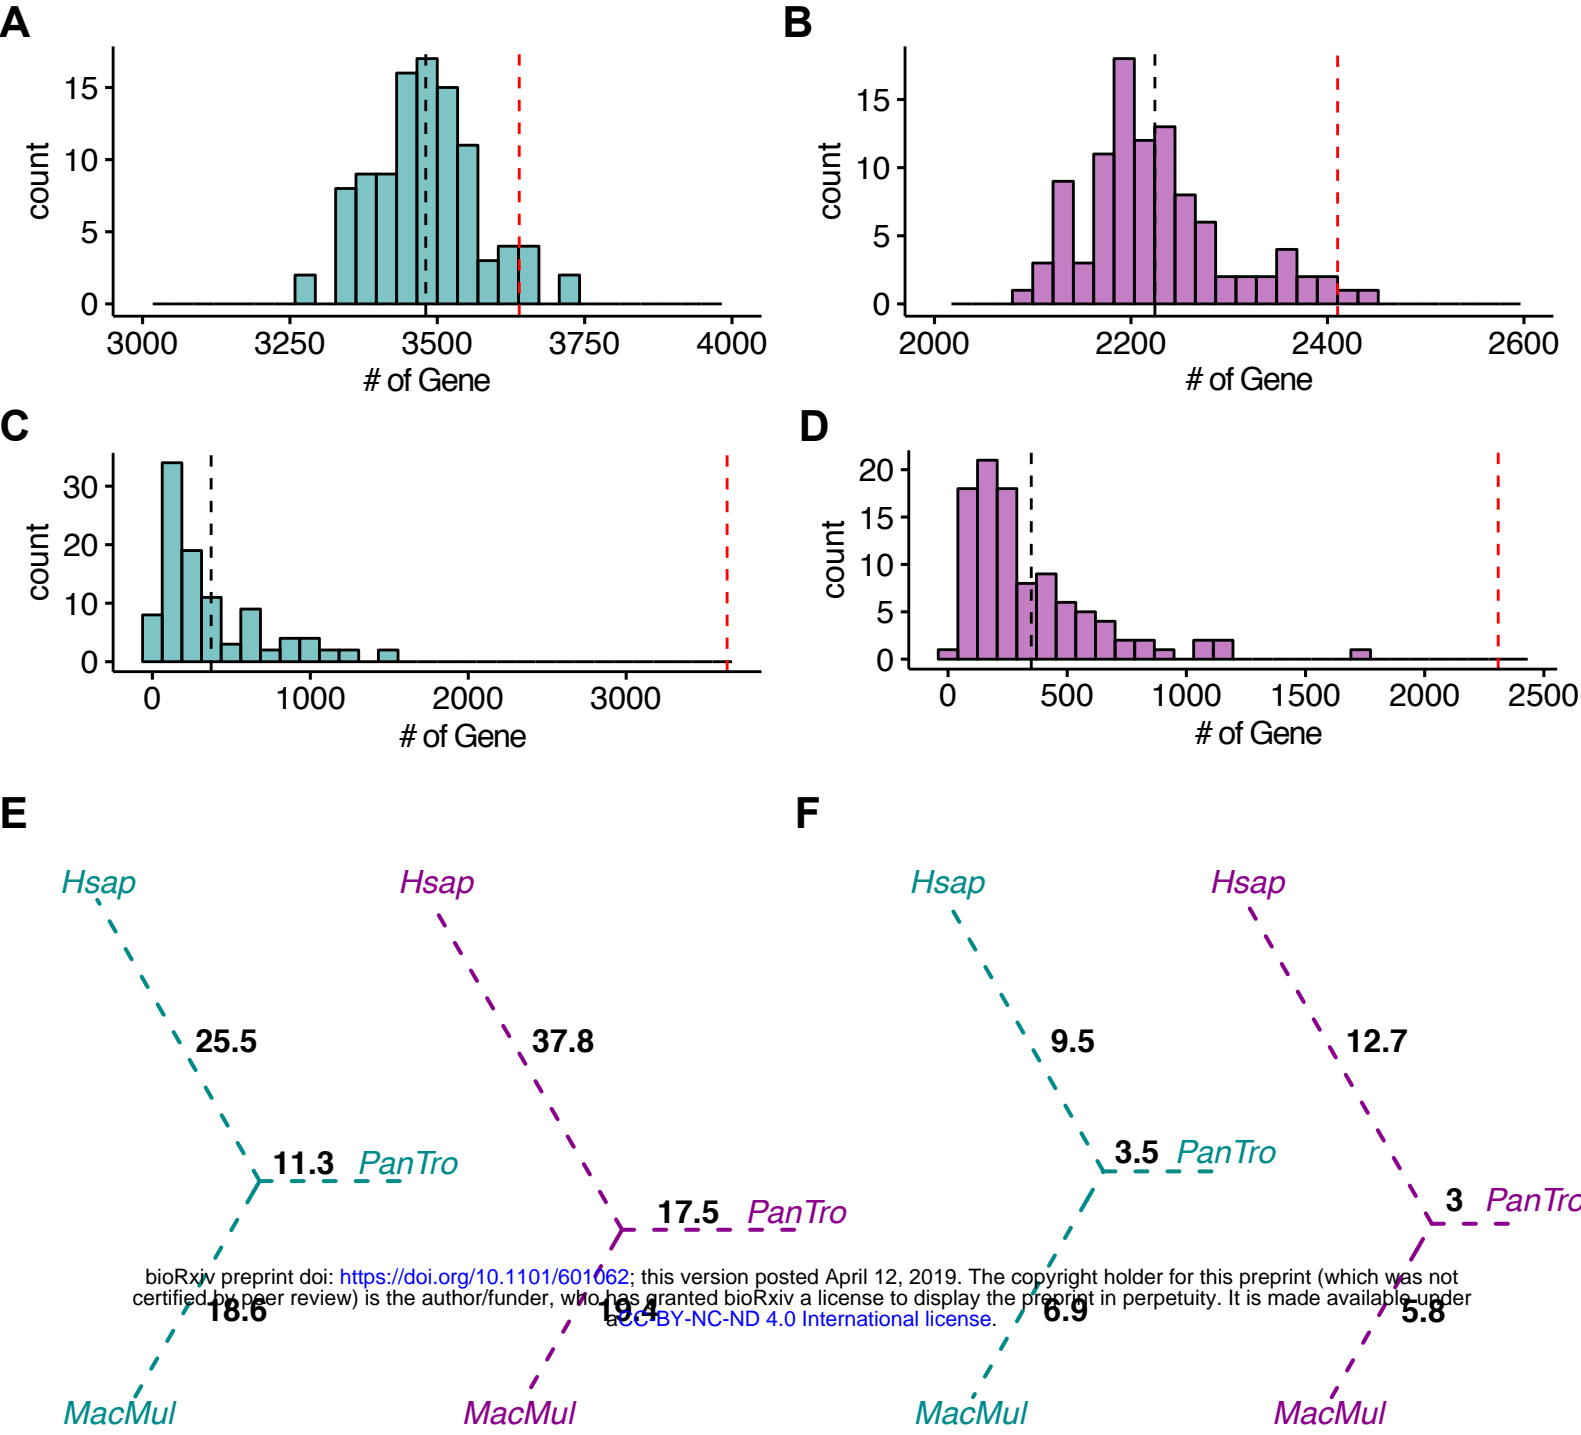 A
B
15
10
5
0
count
3000 3250 3500 3750 4000
# of Gene
15
10
5
0
count
2000 2200 2400 2600
# of Gene
C
D
30
20
10
0
count
0 1000 2000 3000
# of Gene
20
15
10
5
0
count
0 500 1000 1500 2000 2500
# of Gene
E
F
Hsap Hsap Hsap Hsap
25.5 37.8 9.5 12.7
11.3 PanTro 3.5 PanTro
17.5 PanTro 3 PanTro
bioRxiv preprint doi: https://doi.org/10.1101/601062; this version posted April 12, 2019. The copyright holder for this preprint (which was not
certified by peer review) is the author/funder, who has granted bioRxiv a license to display the preprint in perpetuity. It is made available under
aCC-BY-NC-ND 4.0 International license.
18.6 19.4 6.9 5.8
MacMul MacMul MacMul MacMul